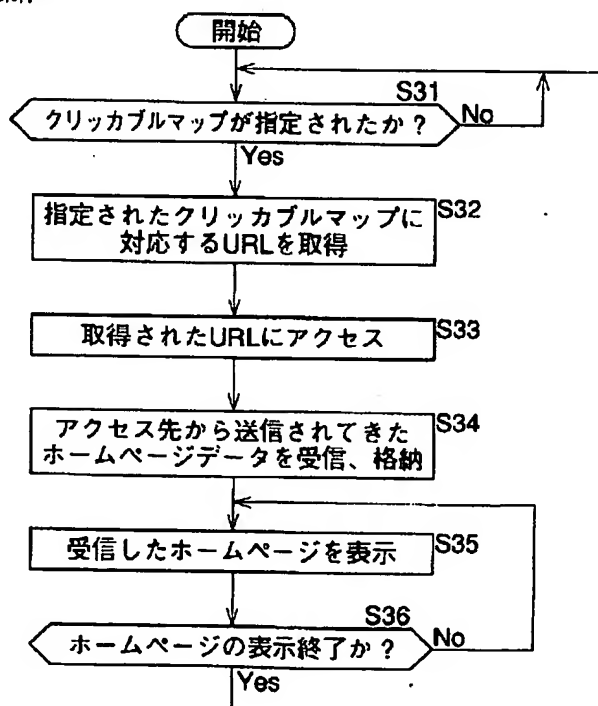 開始
S31
クリッカブルマップが指定されたか？
No
Yes
指定されたクリッカブルマップに
対応するURLを取得
S32
取得されたURLにアクセス
S33
アクセス先から送信されてきた
ホームページデータを受信、格納
S34
受信したホームページを表示
S35
S36
ホームページの表示終了か？
No
Yes